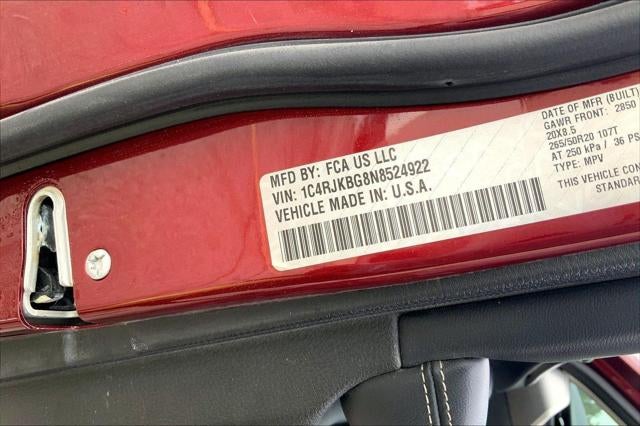 MFD BY: FCA US LLC
VIN: 1C4RJKBG8N8524922
VEHICLE MADE IN: U.S.A.
DATE OF MFR (BUILT)
GAWR FRONT: 2850
20X8.5
265/50R20 107T
AT 250 kPa / 36 PS
TYPE: MPV
THIS VEHICLE CON
STANDAR